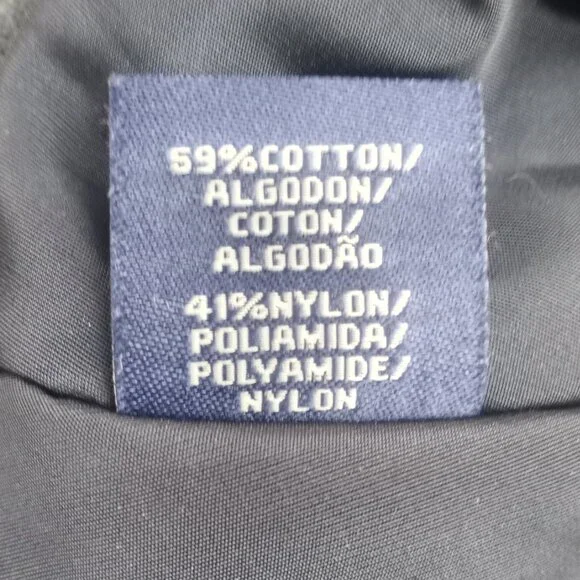 59%COTTON/
ALGODON/
COTON/
ALGODÃO
41%NYLON/
POLIAMIDA/
POLYAMIDE/
NYLON